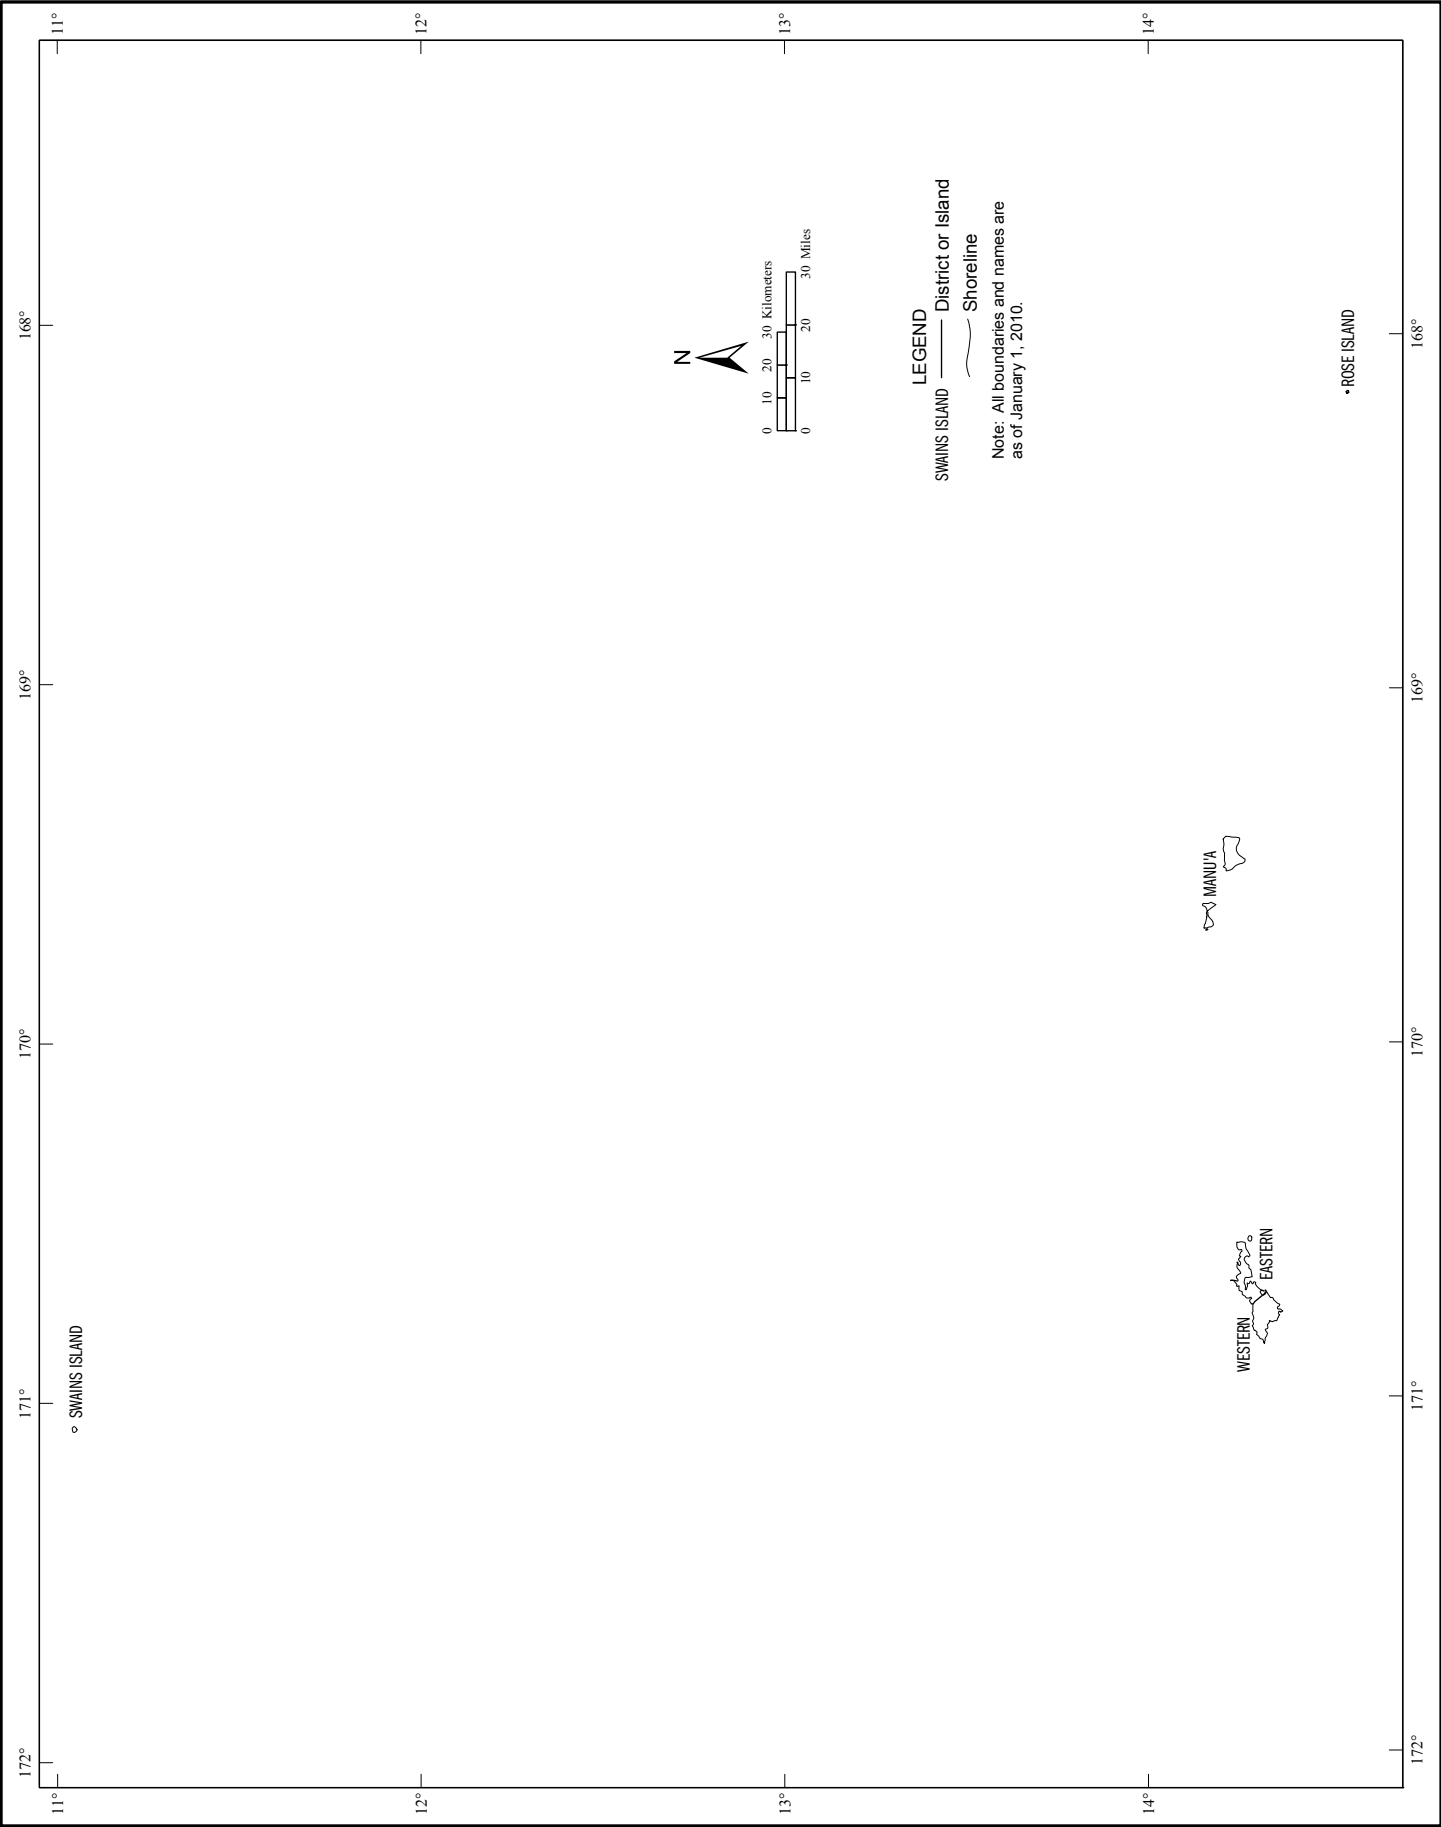 172°
171°
170°
169°
168°
11°
11°
SWAINS ISLAND
12°
12°
N
0
10
20
30 Kilometers
0
10
20
30 Miles
13°
13°
LEGEND
SWAINS ISLAND
District or Island
Shoreline
Note: All boundaries and names are
as of January 1, 2010.
14°
14°
MANU'A
WESTERN
EASTERN
ROSE ISLAND
172°
171°
170°
169°
168°